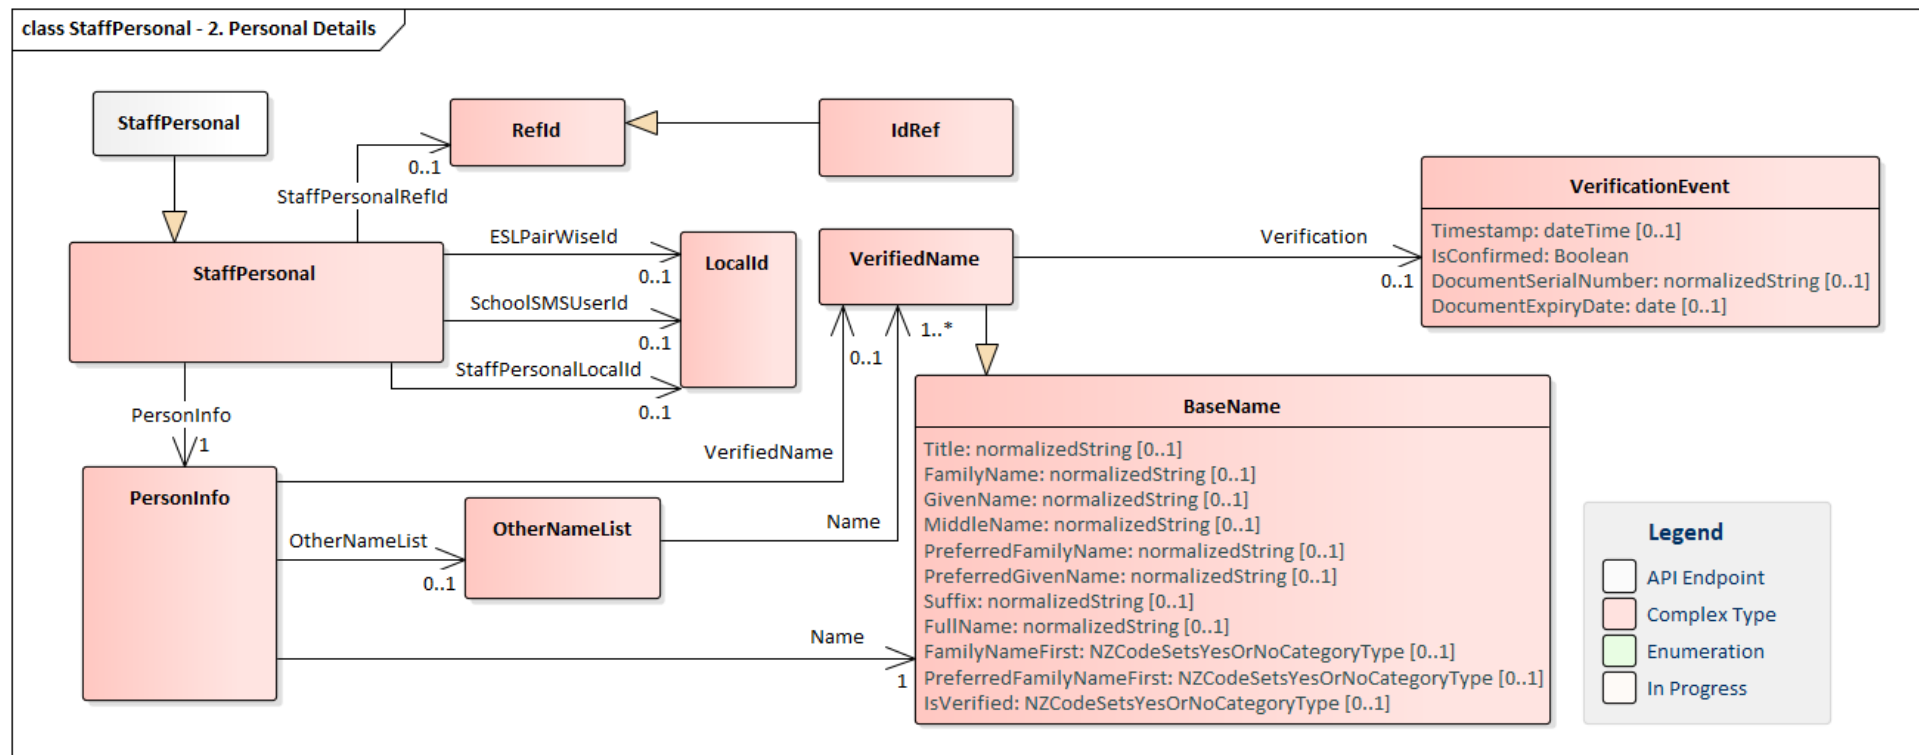 class StaffPersonal - 2. Personal Details
StaffPersonal
RefId
IdRef
0..1
StaffPersonalRefId
VerificationEvent
Timestamp: dateTime [0..1]
IsConfirmed: Boolean
DocumentSerialNumber: normalizedString [0..1]
DocumentExpiryDate: date [0..1]
StaffPersonal
ESLPairWiseId
0..1
SchoolSMSUserId
0..1
StaffPersonalLocalId
0..1
LocalId
VerifiedName
Verification
0..1
0..1
1..*
PersonInfo
1
VerifiedName
PersonInfo
OtherNameList
0..1
OtherNameList
Name
Name
1
BaseName
Title: normalizedString [0..1]
FamilyName: normalizedString [0..1]
GivenName: normalizedString [0..1]
MiddleName: normalizedString [0..1]
PreferredFamilyName: normalizedString [0..1]
PreferredGivenName: normalizedString [0..1]
Suffix: normalizedString [0..1]
FullName: normalizedString [0..1]
FamilyNameFirst: NZCodeSetsYesOrNoCategoryType [0..1]
PreferredFamilyNameFirst: NZCodeSetsYesOrNoCategoryType [0..1]
IsVerified: NZCodeSetsYesOrNoCategoryType [0..1]
Legend
API Endpoint
Complex Type
Enumeration
In Progress